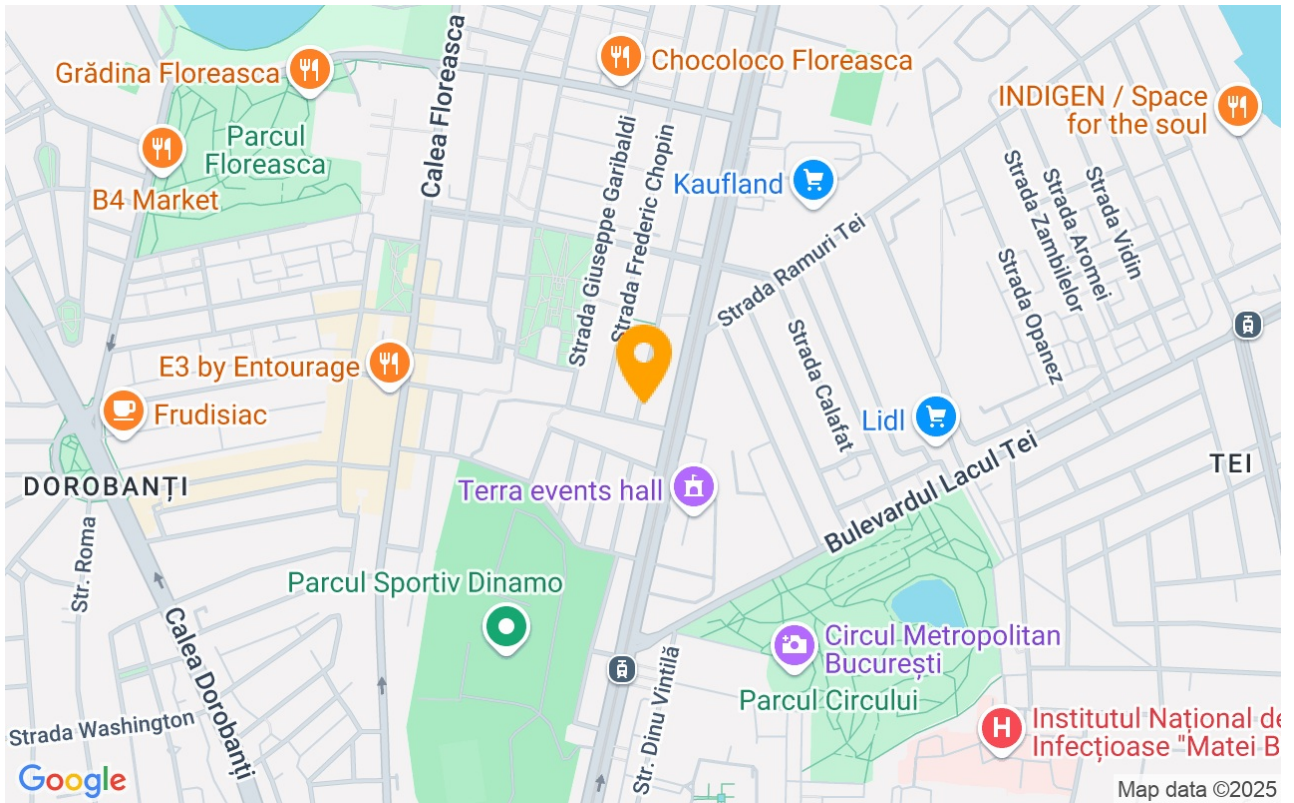 Grădina Floreasca
Chocoloco Floreasca
INDIGEN / Space
for the soul
Parcul
Floreasca
Calea Floreasca
B4 Market
Kaufland
Strada Giuseppe Garibaldi
Strada Frederic Chopin
Strada Ramuri Tei
Strada Vidin
Strada Aromei
Strada Zambilelor
Strada Opanez
Strada Calafat
E3 by Entourage
Frudisiac
Lidl
DOROBANȚI
Terra events hall
Bulevardul Lacul Tei
TEI
Str. Roma
Parcul Sportiv Dinamo
Calea Dorobanți
Circul Metropolitan
București
Parcul Circului
Str. Dinu Vintilă
Strada Washington
H
Institutul Național de
Infecțioase "Matei B
Google
Map data ©2025